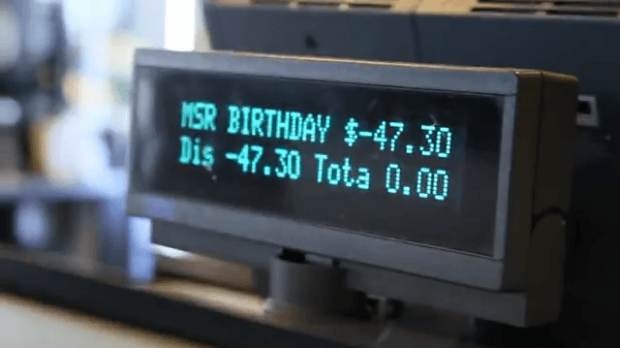 MSR BIRTHDAY $-47.30
Dis -47.30 Tota 0.00